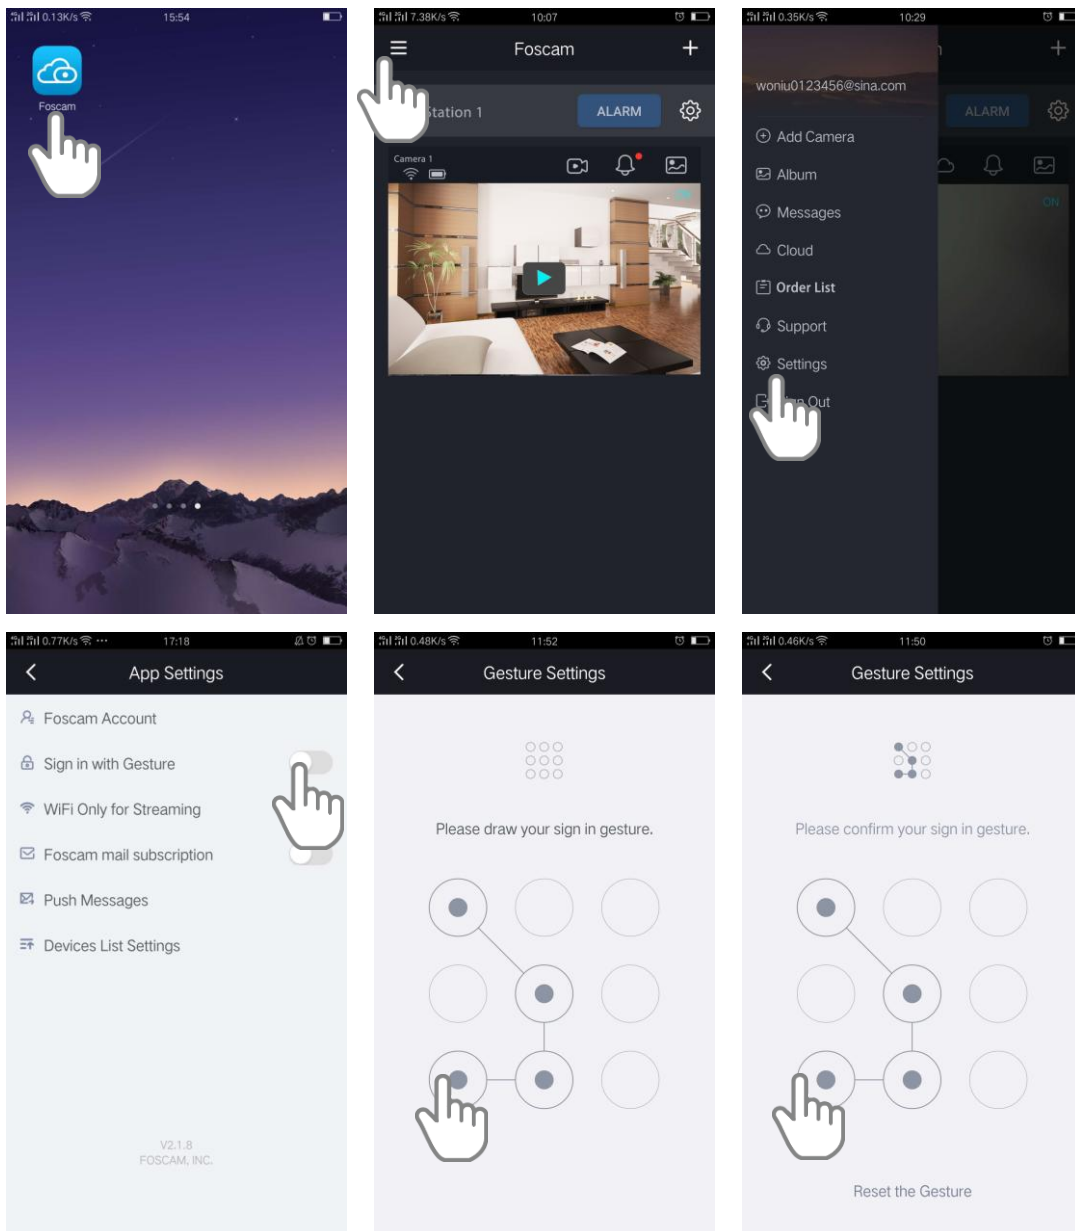 0.13K/s 15:54
Foscam
7.38K/s 10:07
Foscam
Station 1 ALARM
Camera 1
0.35K/s 10:29
woniu0123456@sina.com
ALARM
Add Camera
Album
Messages
ON
Cloud
Order List
Support
Settings
Out
0.77K/s 17:18
App Settings
Foscam Account
Sign in with Gesture
WiFi Only for Streaming
Foscam mail subscription
Push Messages
Devices List Settings
V2.1.8
FOSCAM, INC.
0.48K/s 11:52
Gesture Settings
Please draw your sign in gesture.
0.46K/s 11:50
Gesture Settings
Please confirm your sign in gesture.
Reset the Gesture